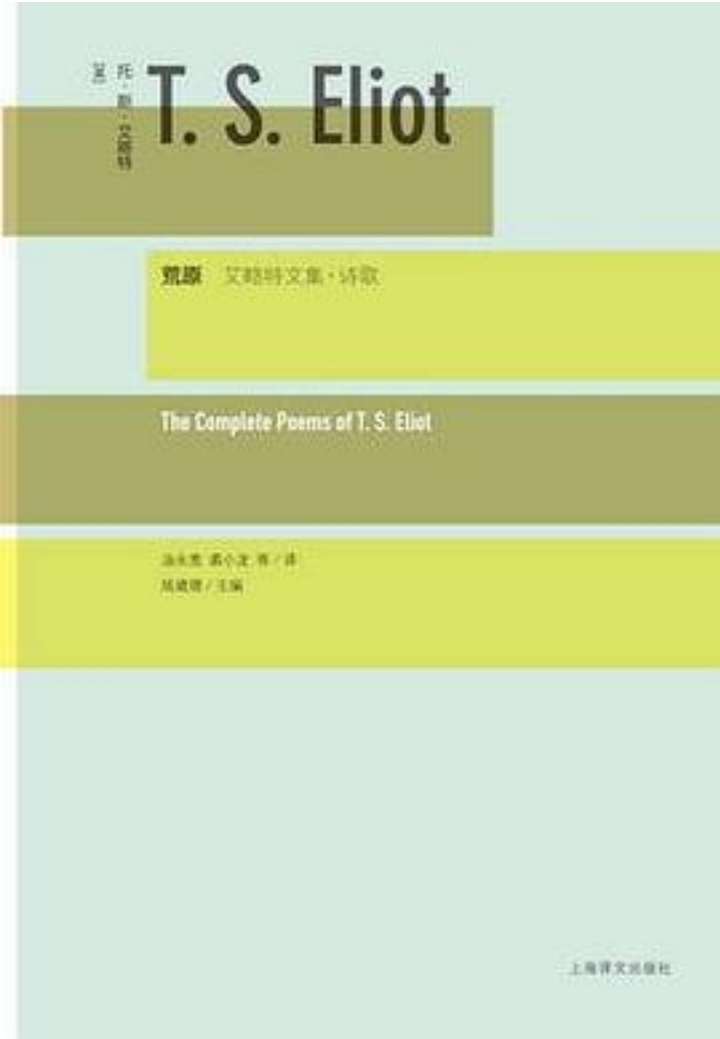 [英]
托·斯·艾略特
T. S. Eliot
荒原 艾略特文集·诗歌
The Complete Poems of T. S. Eliot
汤永宽 裘小龙 等/译
陆建德/主编
上海译文出版社